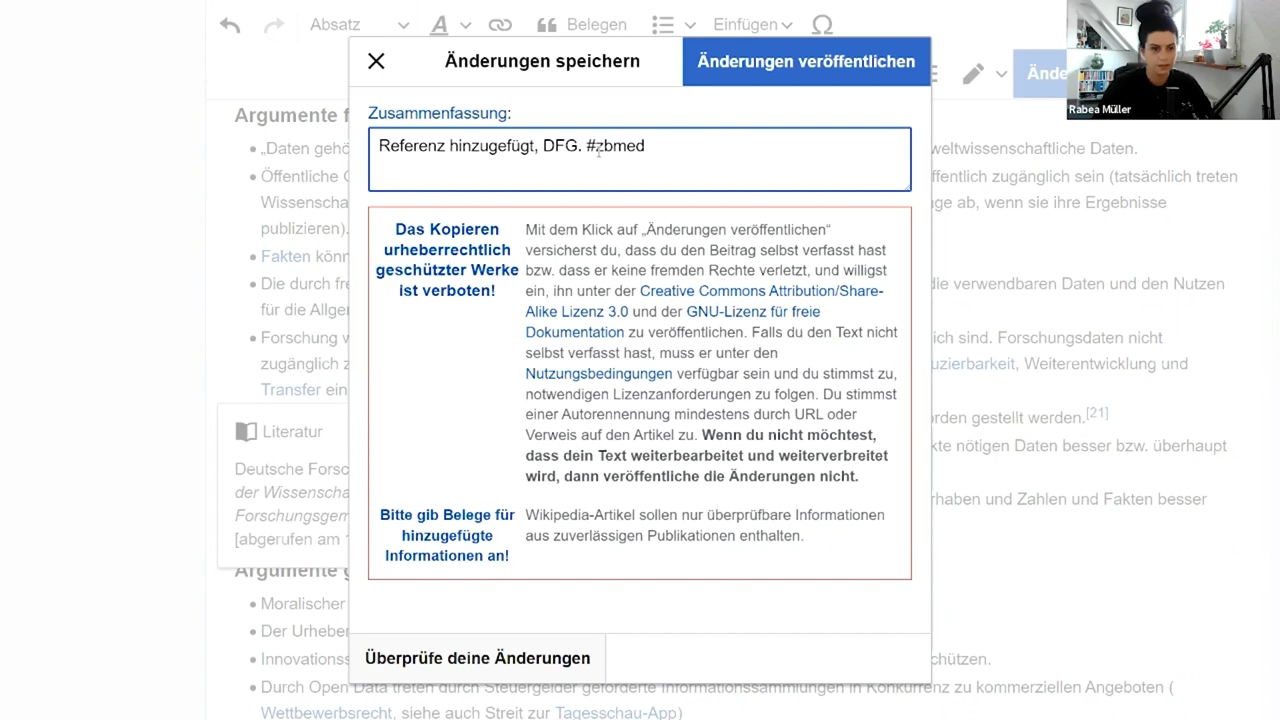 Absatz
A
Belegen
Einfügen
Ω
Änderungen speichern
Änderungen veröffentlichen
Ände
Rabea Müller
Zusammenfassung:
Referenz hinzugefügt, DFG. #zbmed
Argumente f
„Daten gehö
weltwissenschaftliche Daten.
Öffentliche G
ffentlich zugänglich sein (tatsächlich treten
Wissenscha
ge ab, wenn sie ihre Ergebnisse
publizieren).
Fakten könn
Die durch fre
die verwendbaren Daten und den Nutzen
für die Allge
Forschung w
ich sind. Forschungsdaten nicht
zugänglich z
uzierbarkeit, Weiterentwicklung und
Transfer ein
rden gestellt werden.[21]
kte nötigen Daten besser bzw. überhaupt
rhaben und Zahlen und Fakten besser
Das Kopieren
urheberrechtlich
geschützter Werke
ist verboten!
Mit dem Klick auf „Änderungen veröffentlichen“
versicherst du, dass du den Beitrag selbst verfasst hast
bzw. dass er keine fremden Rechte verletzt, und willigst
ein, ihn unter der Creative Commons Attribution/Share-
Alike Lizenz 3.0 und der GNU-Lizenz für freie
Dokumentation zu veröffentlichen. Falls du den Text nicht
selbst verfasst hast, muss er unter den
Nutzungsbedingungen verfügbar sein und du stimmst zu,
notwendigen Lizenzanforderungen zu folgen. Du stimmst
einer Autorennennung mindestens durch URL oder
Verweis auf den Artikel zu. Wenn du nicht möchtest,
dass dein Text weiterbearbeitet und weiterverbreitet
wird, dann veröffentliche die Änderungen nicht.
Bitte gib Belege für
hinzugefügte
Informationen an!
Wikipedia-Artikel sollen nur überprüfbare Informationen
aus zuverlässigen Publikationen enthalten.
Literatur
Deutsche Forsc
der Wissenscha
Forschungsgem
[abgerufen am
Argumente g
Moralischer
Der Urheber
Innovationss
chützen.
Überprüfe deine Änderungen
Durch Open Data treten durch Steuergelder geförderte Informationssammlungen in Konkurrenz zu kommerziellen Angeboten (
Wettbewerbsrecht, siehe auch Streit zur Tagesschau-App)